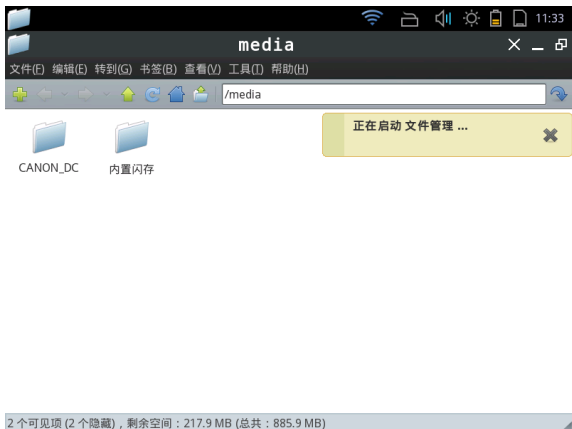 11:33
media
文件(F) 编辑(E) 转到(G) 书签(B) 查看(V) 工具(T) 帮助(H)
/media
正在启动 文件管理 ...
CANON_DC 内置闪存
2 个可见项 (2 个隐藏) , 剩余空间 : 217.9 MB (总共 : 885.9 MB)